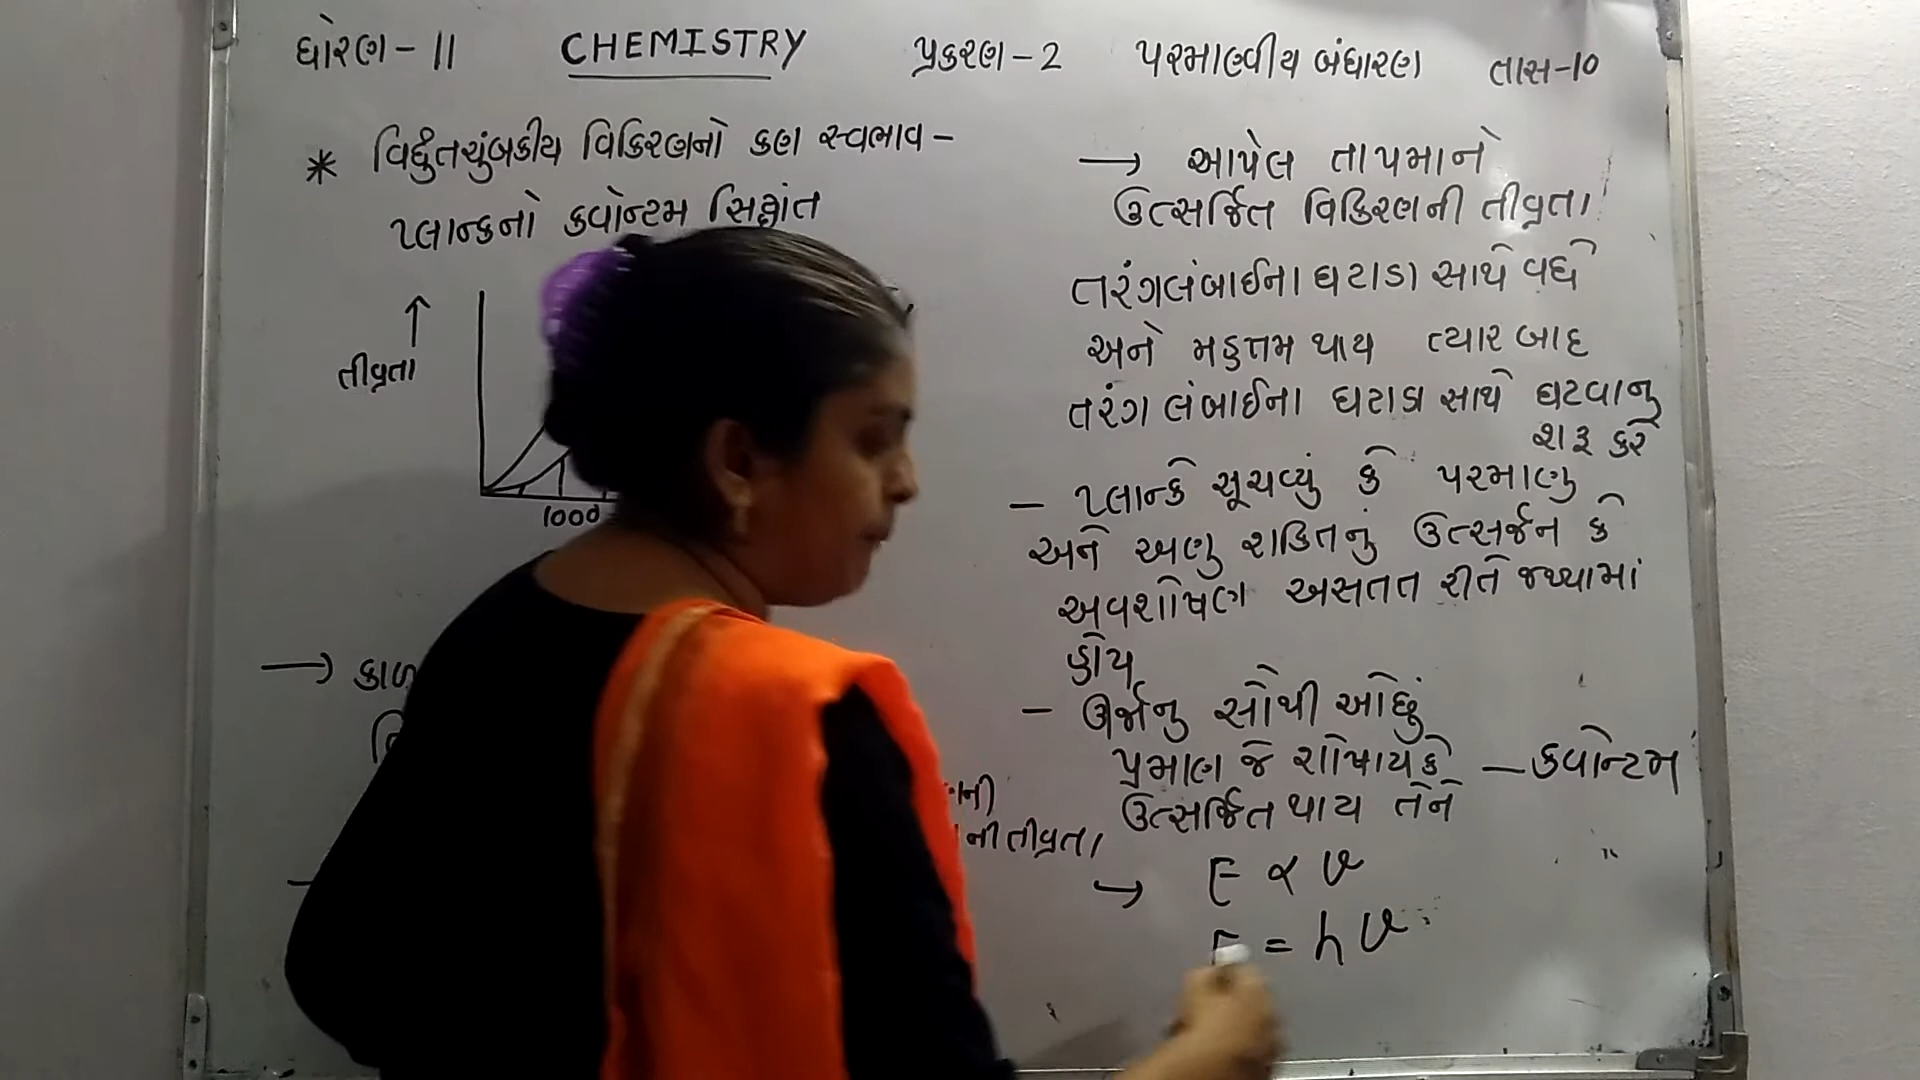 ધોરણ - 11 CHEMISTRY પ્રકરણ - 2 પરમાણ્વીય બંધારણ તાસ-10
* વિદ્યુતચુંબકીય વિકિરણનો કણ સ્વભાવ -
પ્લાન્કનો ક્વોન્ટમ સિદ્ધાંત
↑
તીવ્રતા
1000
→ કાળ
ની
ની તીવ્રતા
→ આપેલ તાપમાને
ઉત્સર્જિત વિકિરણની તીવ્રતા
તરંગલંબાઈના ઘટાડા સાથે વધે
અને મહત્તમ થાય ત્યાર બાદ
તરંગ લંબાઈના ઘટાડા સાથે ઘટવાનુ
શરૂ કરે
- પ્લાન્કે સૂચવ્યું કે પરમાણુ
અને અણુ શક્તિનું ઉત્સર્જન કે
અવશોષણ અસતત રીતે જથ્થામાં
હોય
- ઊર્જાનુ સૌથી ઓછું
પ્રમાણ જે શોષાય કે — ક્વોન્ટમ
ઉત્સર્જિત થાય તેને
→ E ∝ ν
E = hν